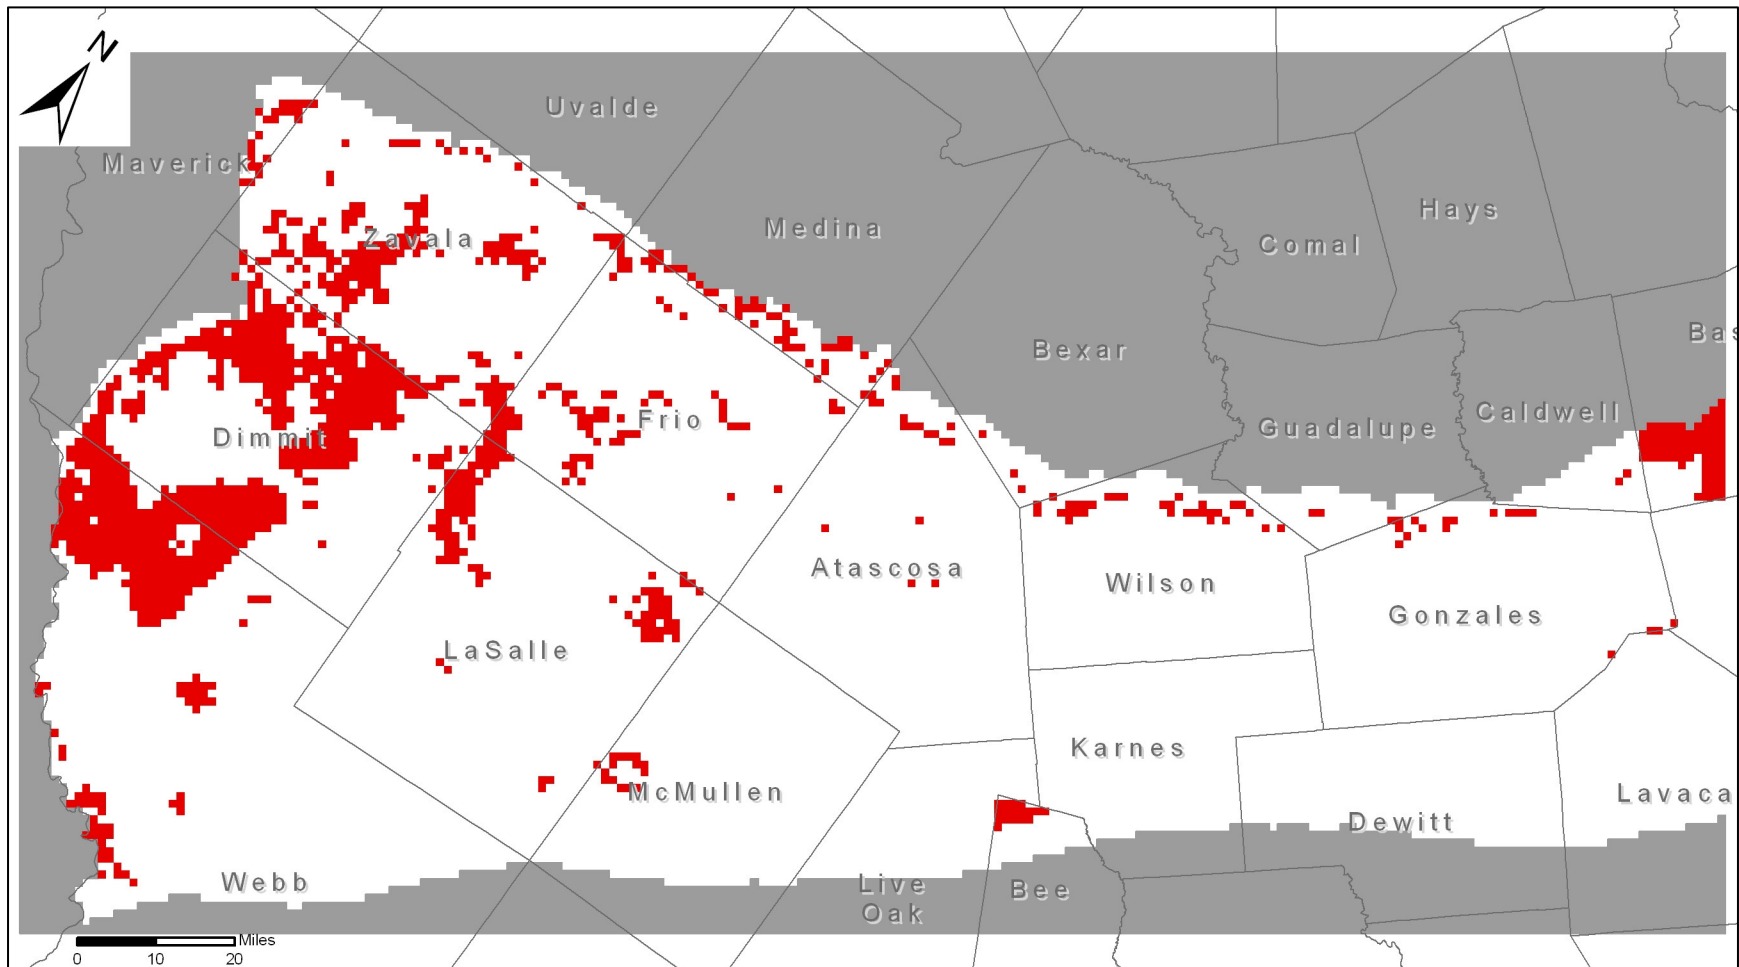 N
Uvalde
Maverick
Medina
Hays
Zavala
Comal
Bas
Bexar
Caldwell
Frio
Guadalupe
Dimmit
Atascosa
Wilson
Gonzales
LaSalle
Karnes
McMullen
Lavaca
Dewitt
Webb
Live
Oak
Bee
Miles
0 10 20